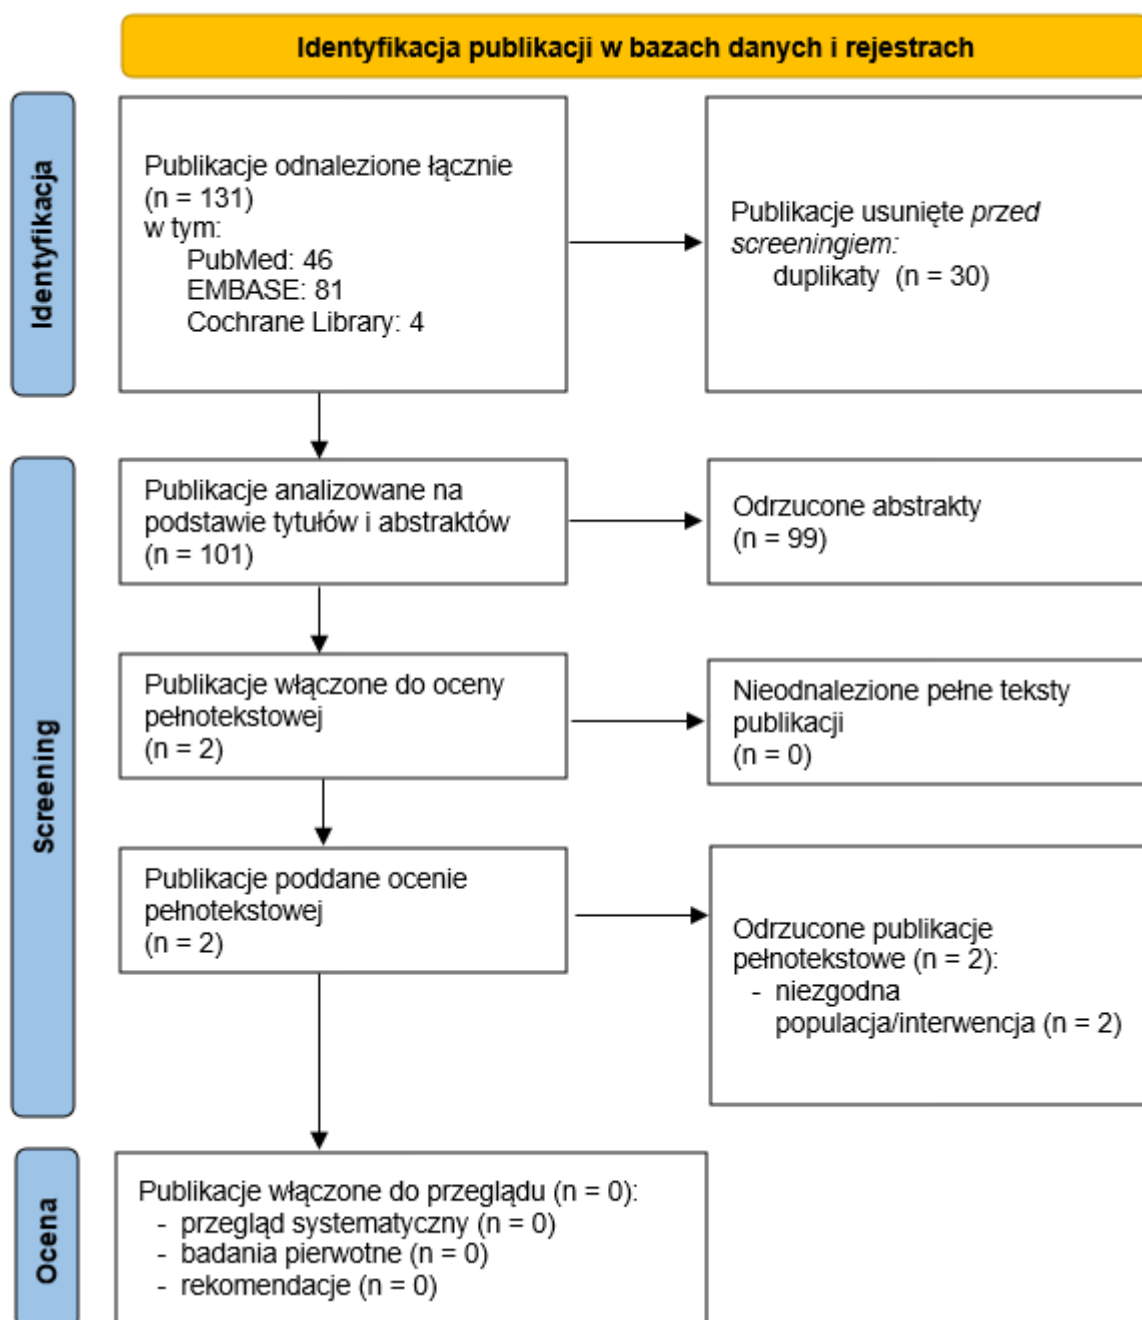 Identyfikacja publikacji w bazach danych i rejestrach
Identyfikacja
Publikacje odnalezione łącznie
(n = 131)
w tym:
PubMed: 46
EMBASE: 81
Cochrane Library: 4
Publikacje usunięte przed
screeningiem:
duplikaty (n = 30)
Screening
Publikacje analizowane na
podstawie tytułów i abstraktów
(n = 101)
Odrzucone abstrakty
(n = 99)
Publikacje włączone do oceny
pełnotekstowej
(n = 2)
Nieodnalezione pełne teksty
publikacji
(n = 0)
Publikacje poddane ocenie
pełnotekstowej
(n = 2)
Odrzucone publikacje
pełnotekstowe (n = 2):
- niezgodna
populacja/interwencja (n = 2)
Ocena
Publikacje włączone do przeglądu (n = 0):
- przegląd systematyczny (n = 0)
- badania pierwotne (n = 0)
- rekomendacje (n = 0)